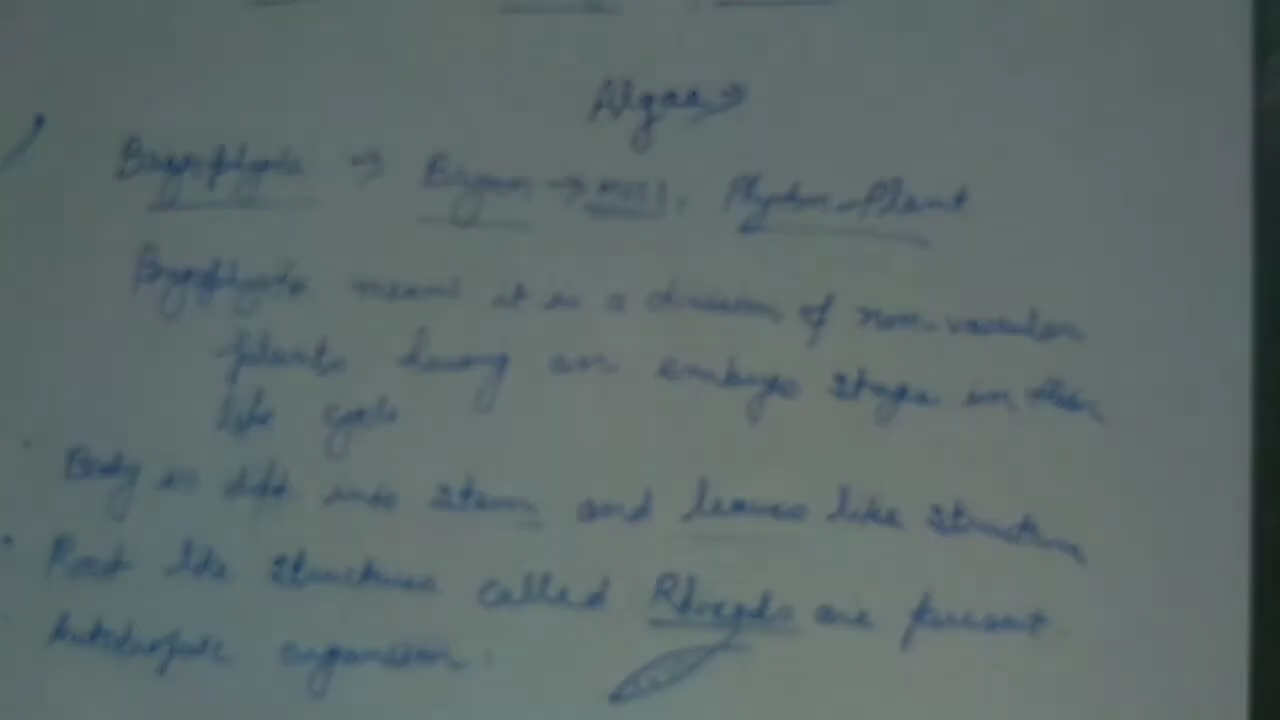 Algae →
Bryophyta → Bryon → moss, Phyton - Plant
Bryophyta means it is a division of non-vascular
plants having an embryo stage in their
life cycle
Body is diff. into stem and leaves like structure
Root like structures called Rhizoids are present
Autotropic organism.